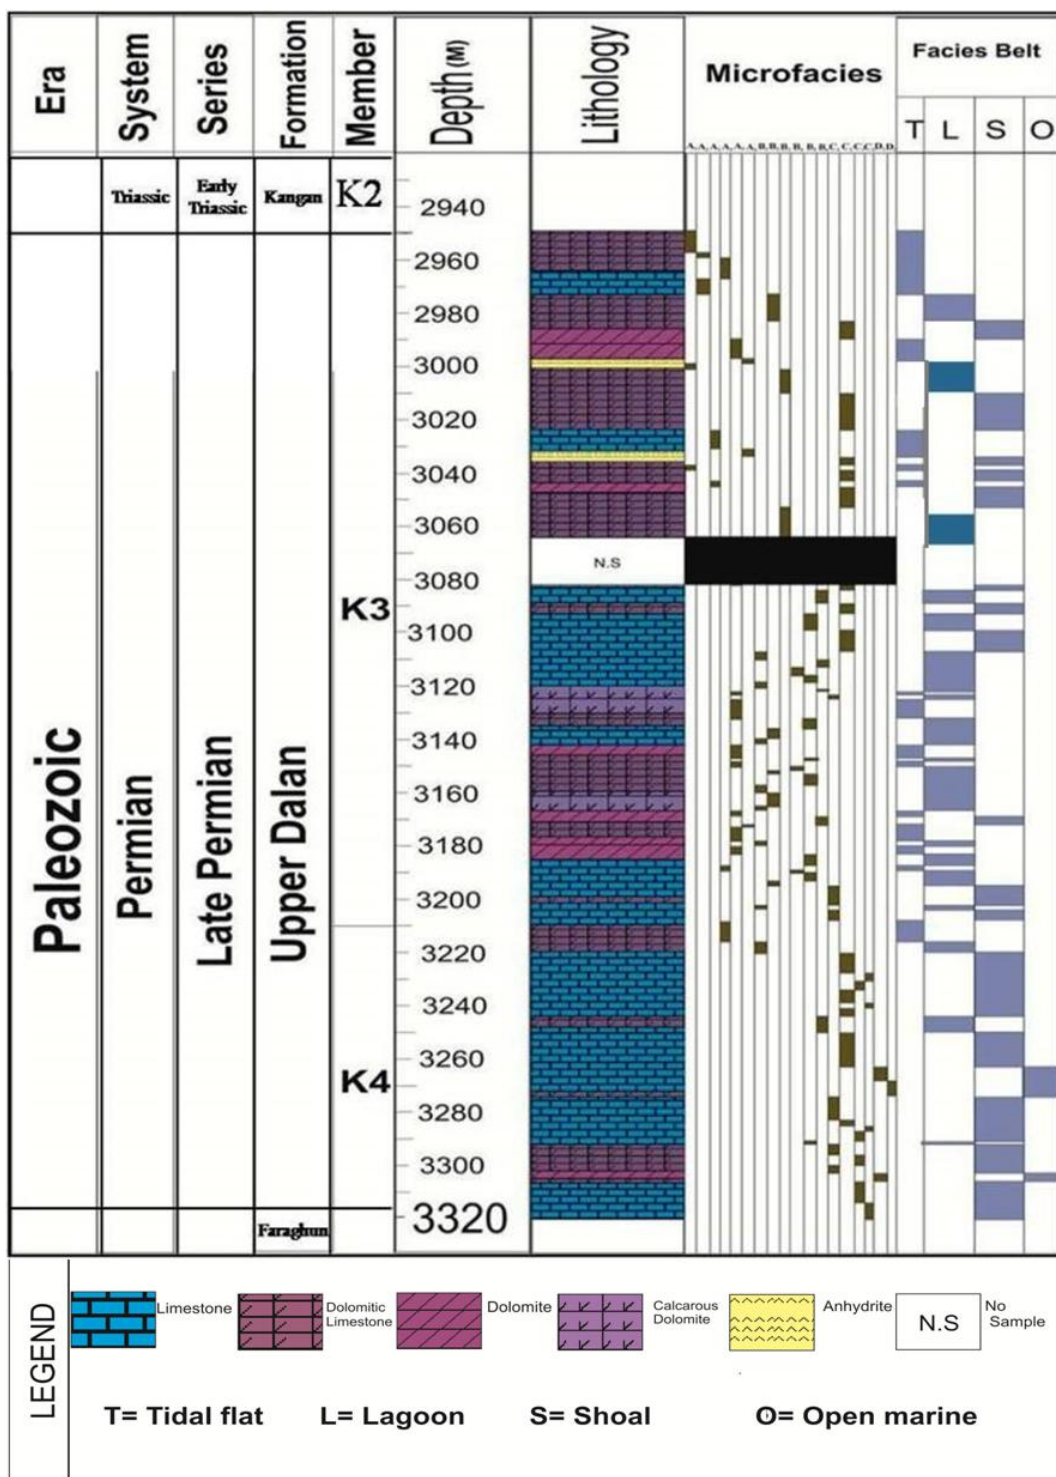 Era
System
Series
Formation
Member
Depth (M)
Lithology
Microfacies
Facies Belt
T L S O
Triassic
Early
Triassic
Kangan
K2
2940
2960
2980
3000
3020
3040
3060
N.S
3080
K3
3100
3120
3140
3160
3180
3200
3220
3240
3260
K4
3280
3300
3320
Paleozoic
Permian
Late Permian
Upper Dalan
Faraghun
LEGEND
Limestone
Dolomitic
Limestone
Dolomite
Calcarous
Dolomite
Anhydrite
N.S
No
Sample
T= Tidal flat L= Lagoon S= Shoal O= Open marine